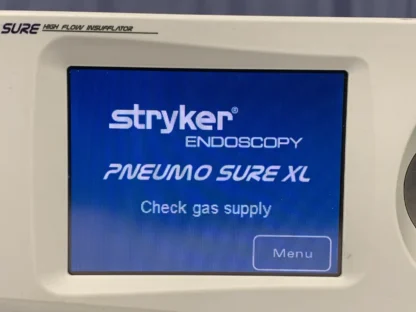 SURE HIGH FLOW INSUFFLATOR
stryker®
ENDOSCOPY
PNEUMO SURE XL
Check gas supply
Menu